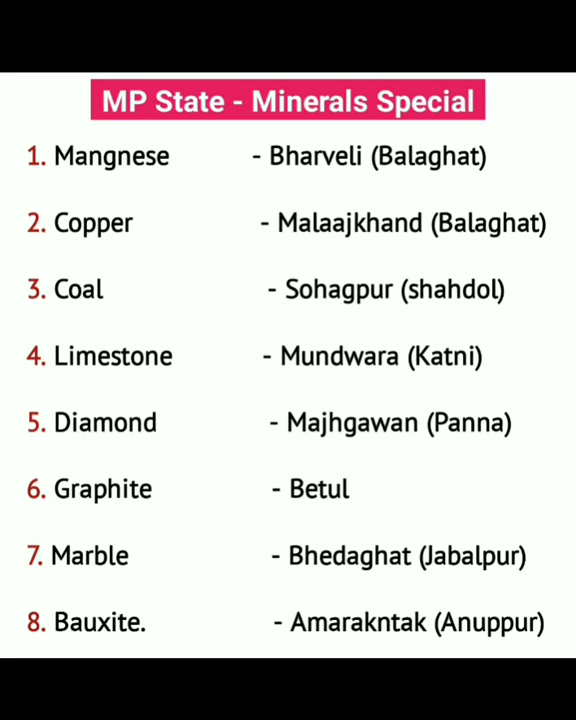 MP State - Minerals Special
1. Mangnese - Bharveli (Balaghat)
2. Copper - Malaajkhand (Balaghat)
3. Coal - Sohagpur (shahdol)
4. Limestone - Mundwara (Katni)
5. Diamond - Majhgawan (Panna)
6. Graphite - Betul
7. Marble - Bhedaghat (Jabalpur)
8. Bauxite. - Amarakntak (Anuppur)